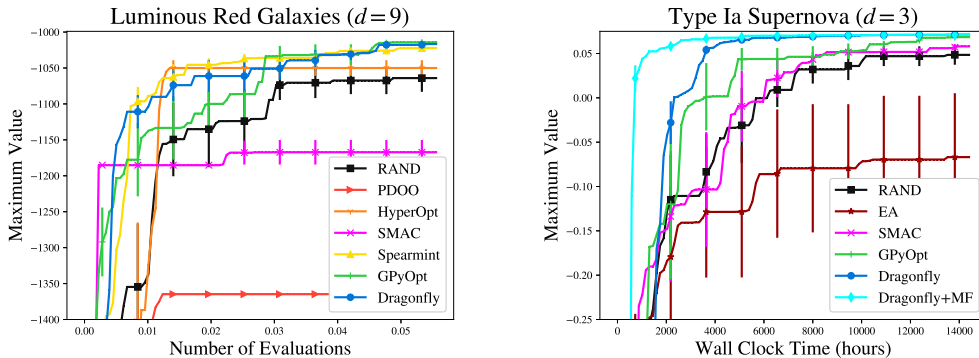 Luminous Red Galaxies (d = 9)
Maximum Value
−1000
−1050
−1100
−1150
−1200
−1250
−1300
−1350
−1400
0.00 0.01 0.02 0.03 0.04 0.05
Number of Evaluations
RAND
PDOO
HyperOpt
SMAC
Spearmint
GPyOpt
Dragonfly
Type Ia Supernova (d = 3)
Maximum Value
0.05
0.00
−0.05
−0.10
−0.15
−0.20
−0.25
0 2000 4000 6000 8000 10000 12000 14000
Wall Clock Time (hours)
RAND
EA
SMAC
GPyOpt
Dragonfly
Dragonfly+MF